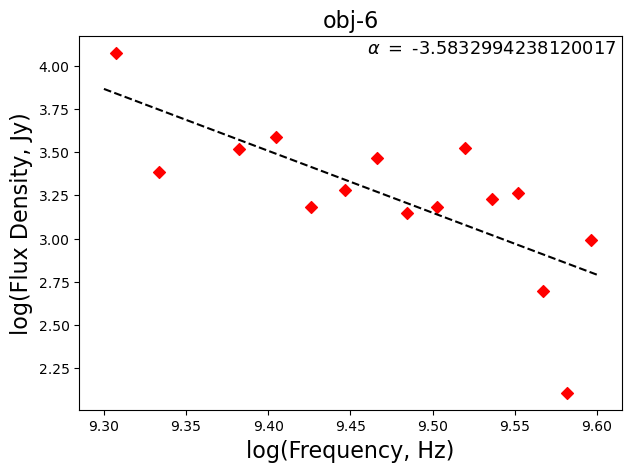 obj-6
α = -3.5832994238120017
log(Flux Density, Jy)
4.00
3.75
3.50
3.25
3.00
2.75
2.50
2.25
9.30 9.35 9.40 9.45 9.50 9.55 9.60
log(Frequency, Hz)